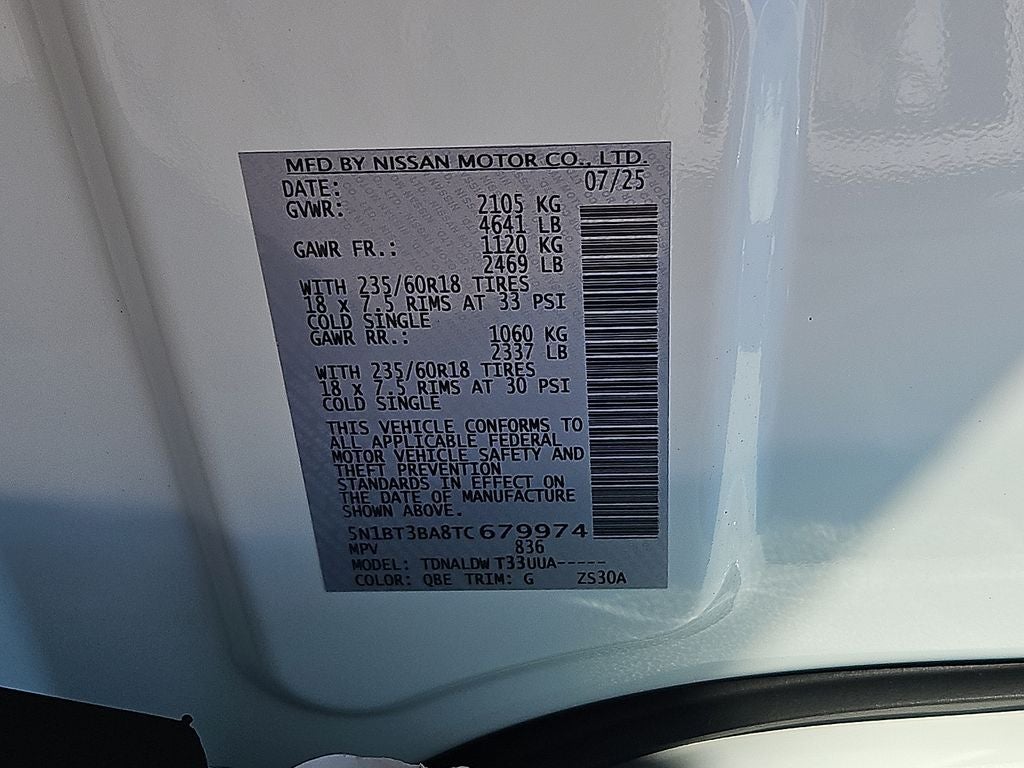 MFD BY NISSAN MOTOR CO., LTD.
DATE: 07/25
GVWR: 2105 KG
4641 LB
GAWR FR.: 1120 KG
2469 LB
WITH 235/60R18 TIRES
18 X 7.5 RIMS AT 33 PSI
COLD SINGLE
GAWR RR.: 1060 KG
2337 LB
WITH 235/60R18 TIRES
18 X 7.5 RIMS AT 30 PSI
COLD SINGLE
THIS VEHICLE CONFORMS TO
ALL APPLICABLE FEDERAL
MOTOR VEHICLE SAFETY AND
THEFT PREVENTION
STANDARDS IN EFFECT ON
THE DATE OF MANUFACTURE
SHOWN ABOVE.
5N1BT3BA8TC679974
MPV 836
MODEL: TDNALDW T33UUA-----
COLOR: QBE TRIM: G ZS30A